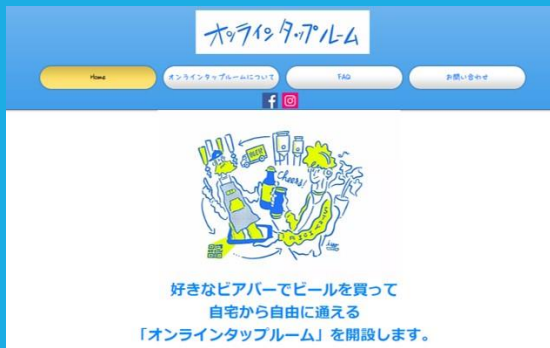 オンラインタップルーム
Home
オンラインタップルームについて
FAQ
お問い合わせ
BEER
Cheers!
好きなビアバーでビールを買って
自宅から自由に通える
「オンラインタップルーム」を開設します。